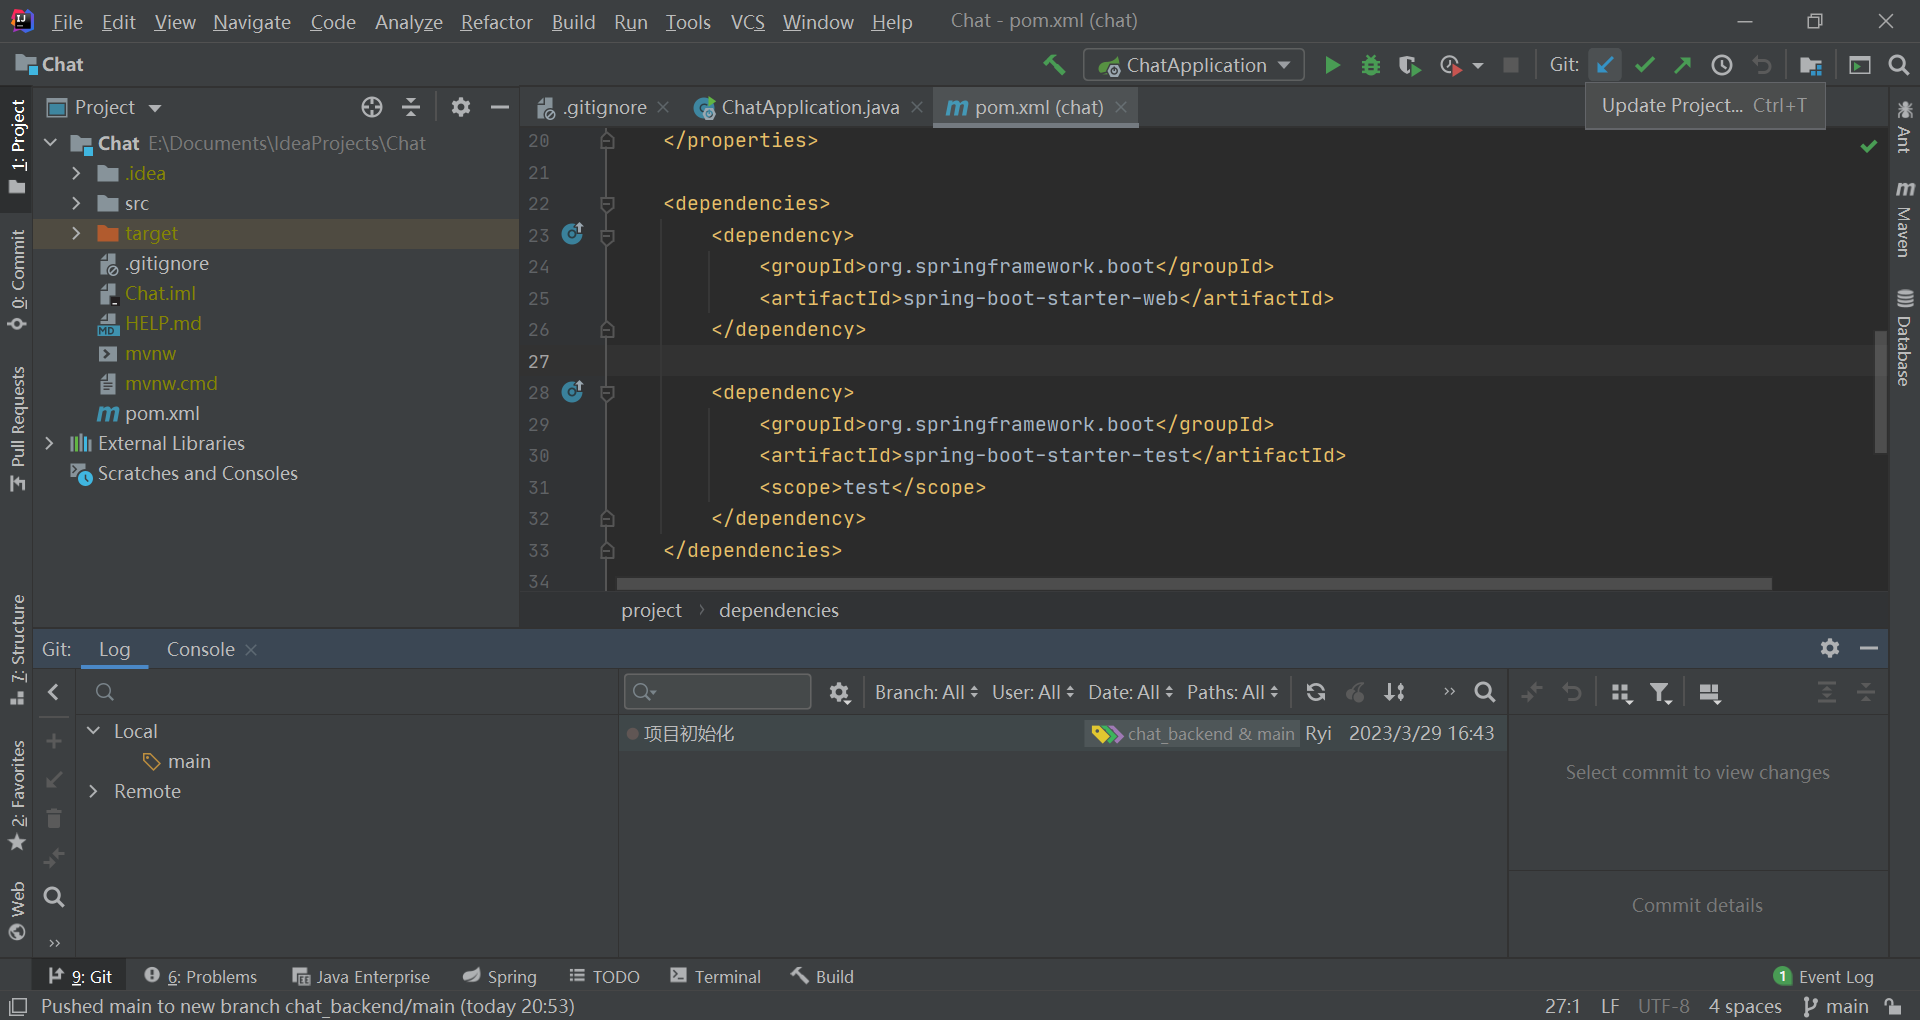 File Edit View Navigate Code Analyze Refactor Build Run Tools VCS Window Help Chat - pom.xml (chat)
Chat
ChatApplication
Git:
Update Project... Ctrl+T
Project
.gitignore
ChatApplication.java
pom.xml (chat)
1: Project
0: Commit
Pull Requests
7: Structure
2: Favorites
Web
Chat E:\Documents\IdeaProjects\Chat
.idea
src
target
.gitignore
Chat.iml
HELP.md
mvnw
mvnw.cmd
pom.xml
External Libraries
Scratches and Consoles
20 </properties>
21
22 <dependencies>
23 <dependency>
24 <groupId>org.springframework.boot</groupId>
25 <artifactId>spring-boot-starter-web</artifactId>
26 </dependency>
27
28 <dependency>
29 <groupId>org.springframework.boot</groupId>
30 <artifactId>spring-boot-starter-test</artifactId>
31 <scope>test</scope>
32 </dependency>
33 </dependencies>
34
project › dependencies
Ant
Maven
Database
Git: Log Console
Branch: All User: All Date: All Paths: All
Local
main
Remote
项目初始化 chat_backend & main Ryi 2023/3/29 16:43
Select commit to view changes
Commit details
9: Git 6: Problems Java Enterprise Spring TODO Terminal Build 1 Event Log
Pushed main to new branch chat_backend/main (today 20:53) 27:1 LF UTF-8 4 spaces main